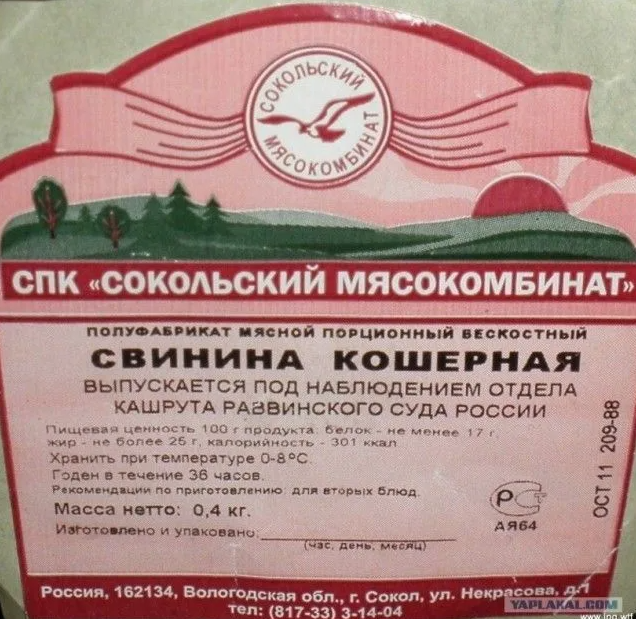 СОКОЛЬСКИЙ
МЯСОКОМБИНАТ
СПК «СОКОЛЬСКИЙ МЯСОКОМБИНАТ»
ПОЛУФАБРИКАТ МЯСНОЙ ПОРЦИОННЫЙ БЕСКОСТНЫЙ
СВИНИНА КОШЕРНАЯ
ВЫПУСКАЕТСЯ ПОД НАБЛЮДЕНИЕМ ОТДЕЛА
КАШРУТА РАВВИНСКОГО СУДА РОССИИ
Пищевая ценность 100 г продукта: белок - не менее 17 г,
жир - не более 25 г, калорийность - 301 ккал
Хранить при температуре 0-8°С.
Годен в течение 36 часов.
Рекомендации по приготовлению: для вторых блюд.
Масса нетто: 0,4 кг.
Изготовлено и упаковано:
(час, день, месяц)
РСТ
АЯ64
ОСТ 11 209-88
Россия, 162134, Вологодская обл., г. Сокол, ул. Некрасова, д.1
тел: (817-33) 3-14-04
YAPLAKAL.COM